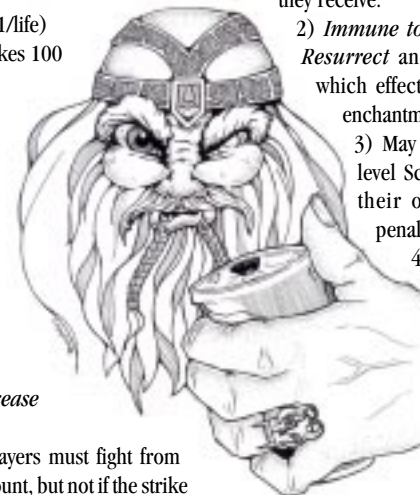 they receive.
1/life)
kes 100
2) Immune to
Resurrect an
which effect
enchantm
3) May
level Sc
their o
penal
4
ease
ayers must fight from
ount, but not if the strike